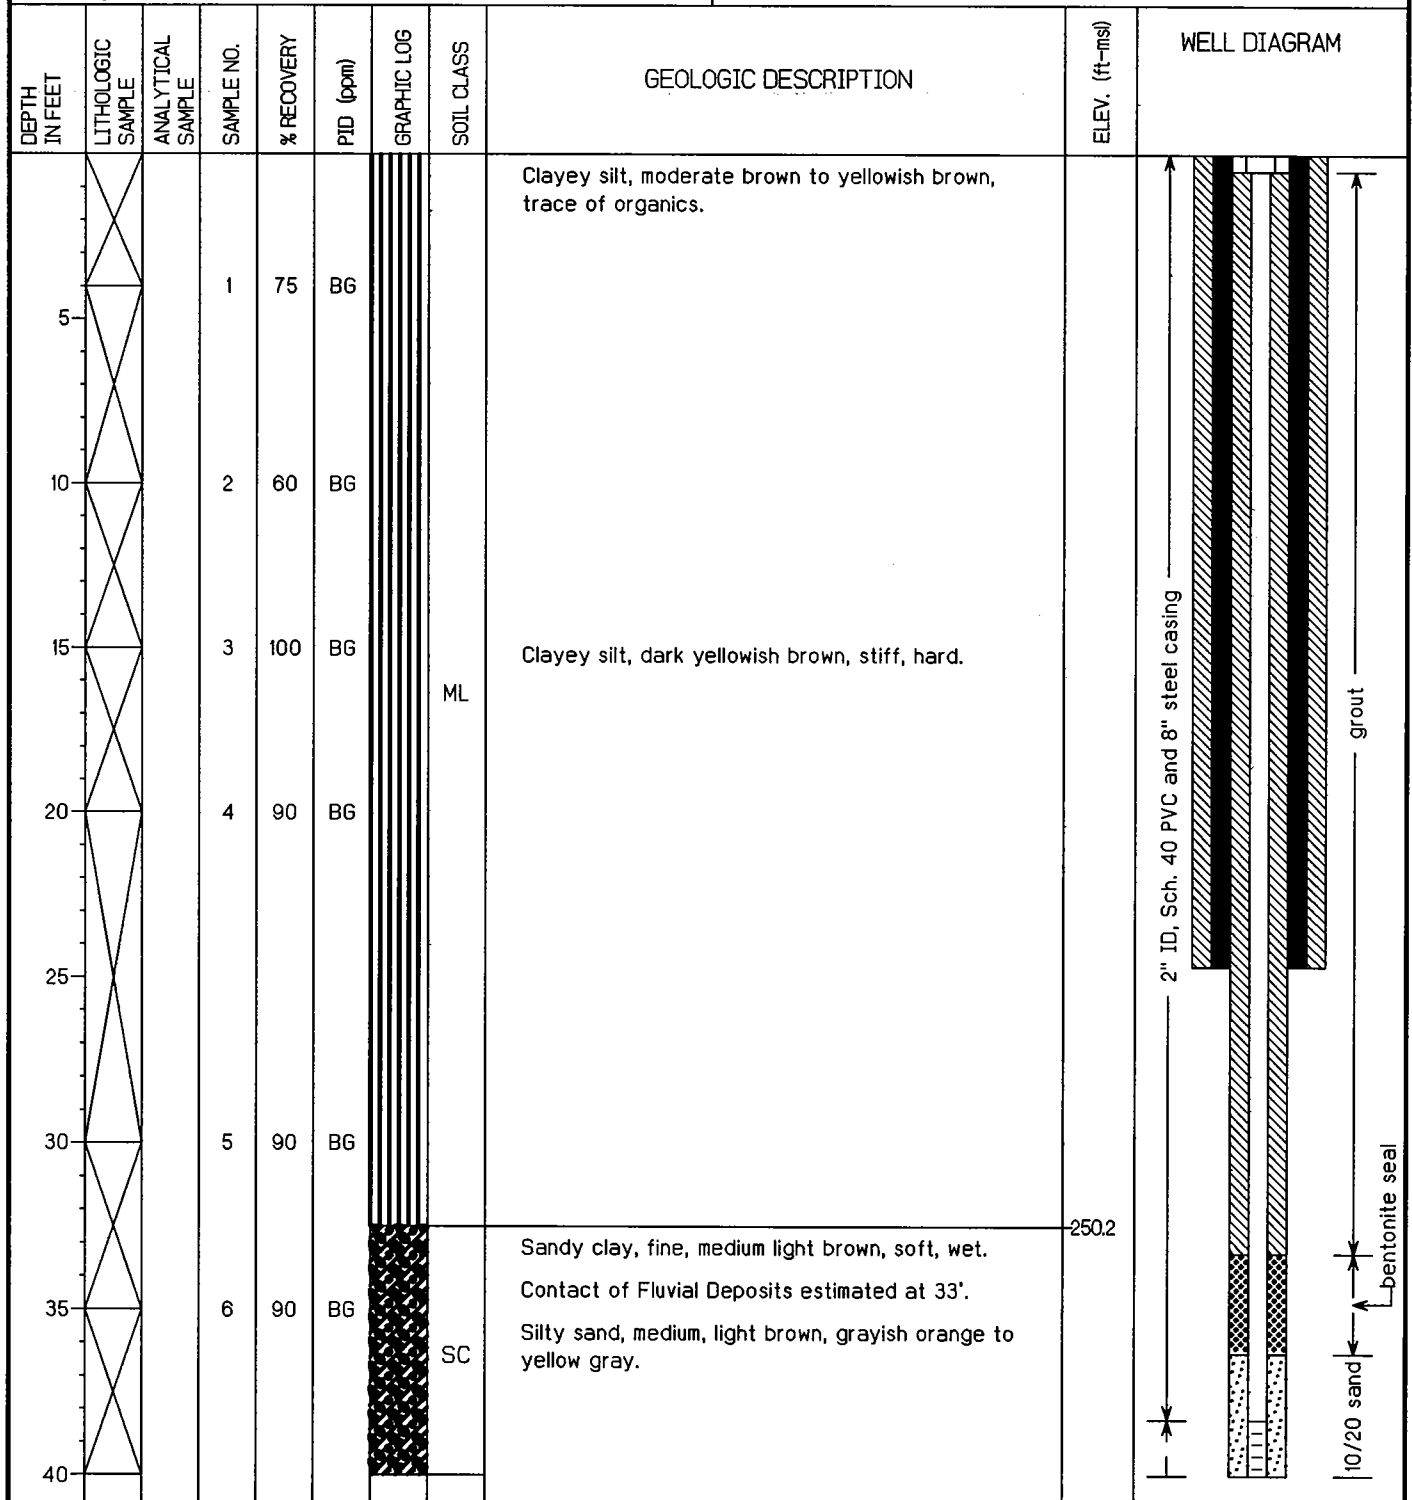 DEPTH IN FEET
LITHOLOGIC SAMPLE
ANALYTICAL SAMPLE
SAMPLE NO.
% RECOVERY
PID (ppm)
GRAPHIC LOG
SOIL CLASS
GEOLOGIC DESCRIPTION
ELEV. (ft-msl)
WELL DIAGRAM
Clayey silt, moderate brown to yellowish brown,
trace of organics.
1 75 BG
5
10 2 60 BG
15 3 100 BG
Clayey silt, dark yellowish brown, stiff, hard.
ML
20 4 90 BG
25
30 5 90 BG
250.2
Sandy clay, fine, medium light brown, soft, wet.
Contact of Fluvial Deposits estimated at 33'.
35 6 90 BG
Silty sand, medium, light brown, grayish orange to
yellow gray.
SC
40
2" ID, Sch. 40 PVC and 8" steel casing
grout
bentonite seal
10/20 sand